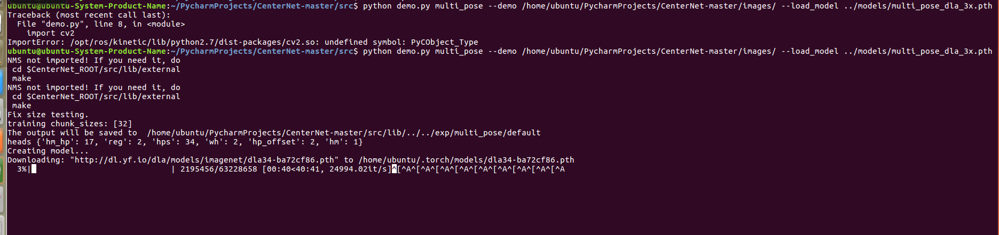 ubuntu@ubuntu-System-Product-Name:~/PycharmProjects/CenterNet-master/src$ python demo.py multi_pose --demo /home/ubuntu/PycharmProjects/CenterNet-master/images/ --load_model ../models/multi_pose_dla_3x.pth
Traceback (most recent call last):
  File "demo.py", line 8, in <module>
    import cv2
ImportError: /opt/ros/kinetic/lib/python2.7/dist-packages/cv2.so: undefined symbol: PyCObject_Type
ubuntu@ubuntu-System-Product-Name:~/PycharmProjects/CenterNet-master/src$ python demo.py multi_pose --demo /home/ubuntu/PycharmProjects/CenterNet-master/images/ --load_model ../models/multi_pose_dla_3x.pth
NMS not imported! If you need it, do
 cd $CenterNet_ROOT/src/lib/external
 make
NMS not imported! If you need it, do
 cd $CenterNet_ROOT/src/lib/external
 make
Fix size testing.
training chunk_sizes: [32]
The output will be saved to  /home/ubuntu/PycharmProjects/CenterNet-master/src/lib/../../exp/multi_pose/default
heads {'hm_hp': 17, 'reg': 2, 'hps': 34, 'wh': 2, 'hp_offset': 2, 'hm': 1}
Creating model...
Downloading: "http://dl.yf.io/dla/models/imagenet/dla34-ba72cf86.pth" to /home/ubuntu/.torch/models/dla34-ba72cf86.pth
  3%|█                            | 2195456/63228658 [00:40<40:41, 24994.02it/s]^[^A^[^A^[^A^[^A^[^A^[^A^[^A^[^A^[^A